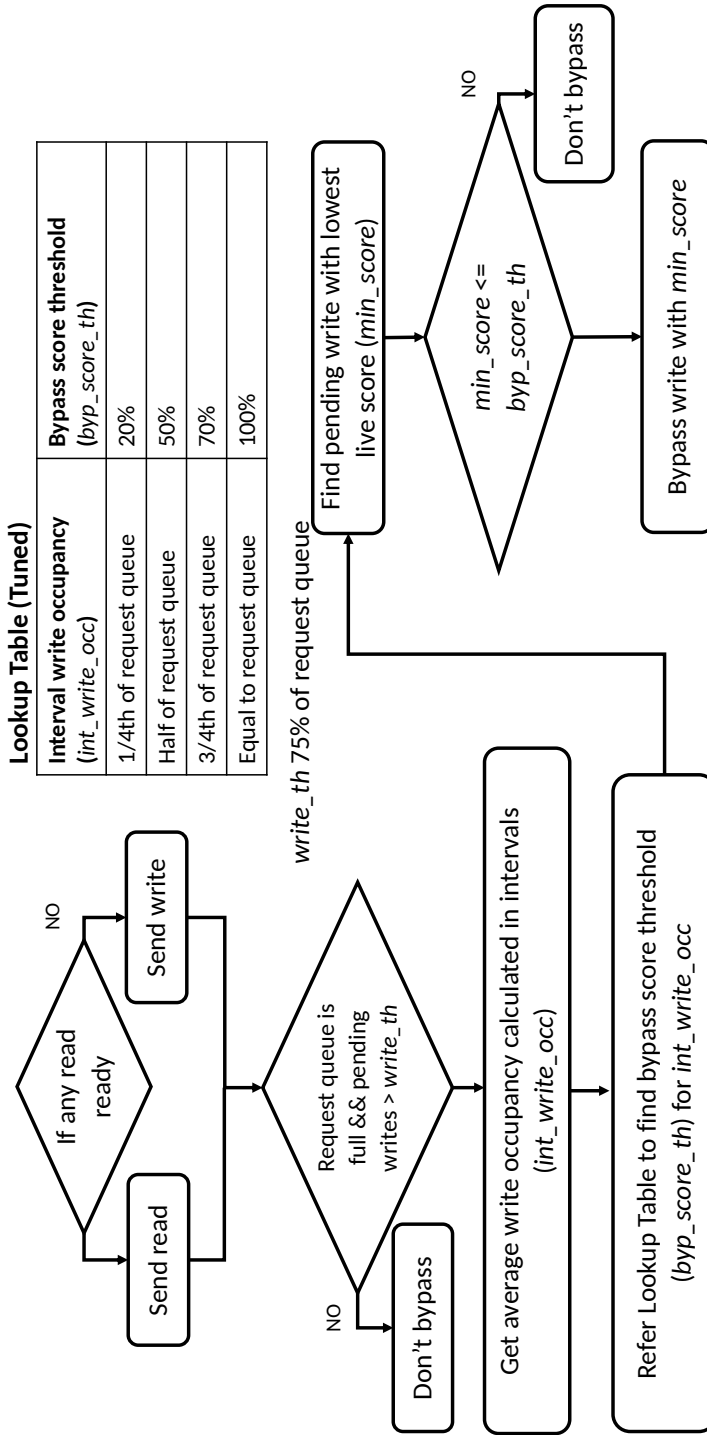 If any read
ready
NO
Send read
Send write
Request queue is
full && pending
writes > write_th
NO
Don't bypass
Get average write occupancy calculated in intervals
(int_write_occ)
Refer Lookup Table to find bypass score threshold
(byp_score_th) for int_write_occ
Lookup Table (Tuned)
Interval write occupancy
(int_write_occ)
Bypass score threshold
(byp_score_th)
1/4th of request queue
20%
Half of request queue
50%
3/4th of request queue
70%
Equal to request queue
100%
write_th 75% of request queue
Find pending write with lowest
live score (min_score)
min_score <=
byp_score_th
NO
Don't bypass
Bypass write with min_score